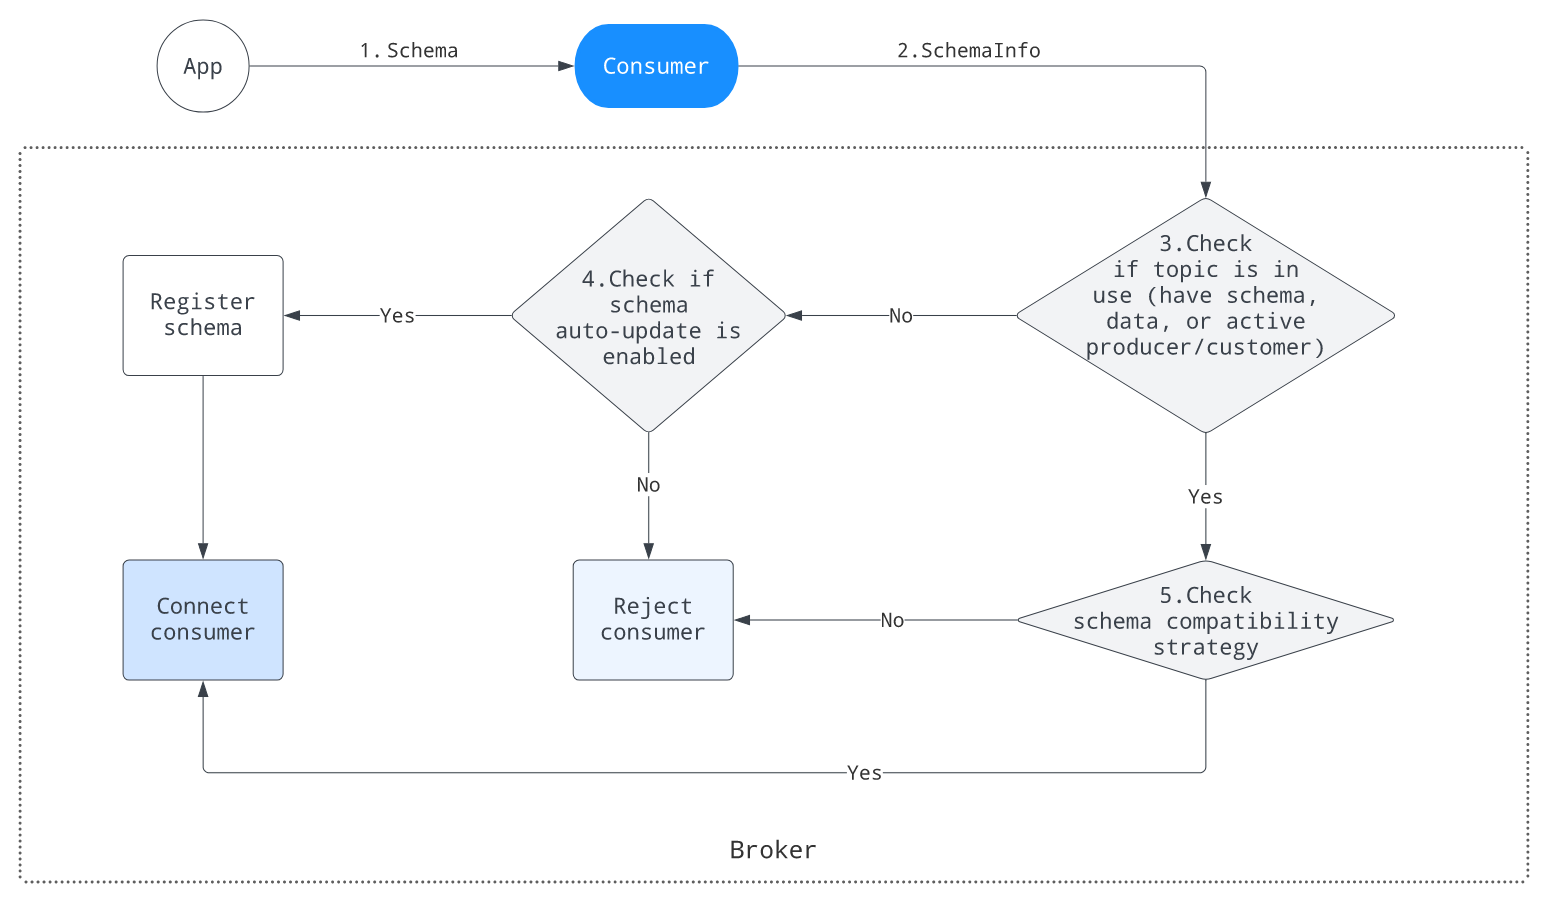 App
1. Schema
Consumer
2.SchemaInfo
3.Check
if topic is in
use (have schema,
data, or active
producer/customer)
No
4.Check if
schema
auto-update is
enabled
Yes
Register
schema
No
Yes
Connect
consumer
Reject
consumer
No
5.Check
schema compatibility
strategy
Yes
Broker